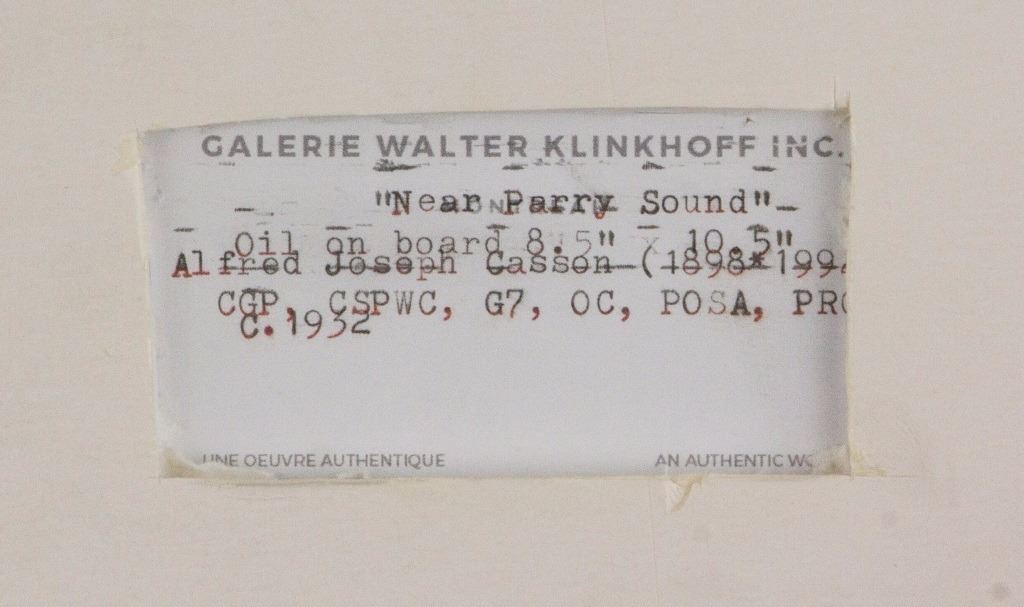 GALERIE WALTER KLINKHOFF INC.
"Near Parry Sound"
Oil on board 8.5" x 10.5"
Alfred Joseph Casson (1898*199
CGP, CSPWC, G7, OC, POSA, PR
C. 1932
UNE OEUVRE AUTHENTIQUE
AN AUTHENTIC